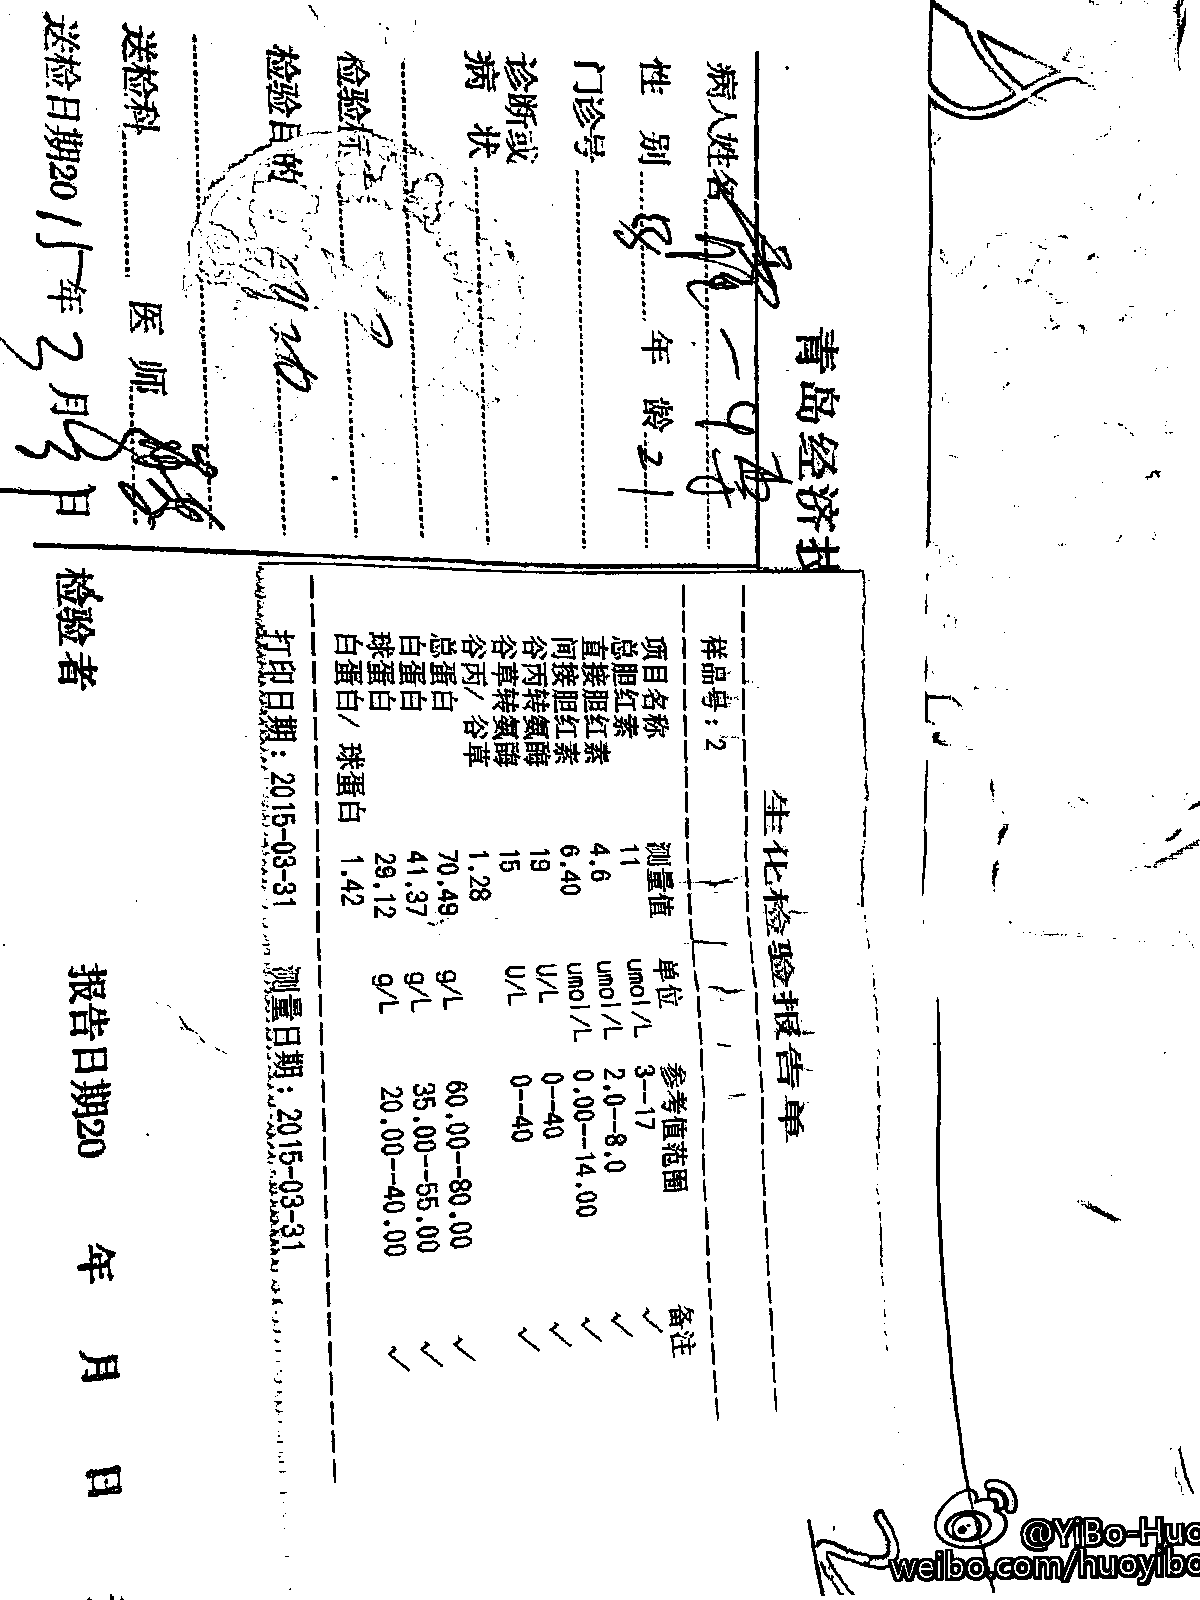 青岛经济技
病人姓名
性 别 男 年 龄 21
门诊号
诊断或
病 状
检验标
检验目的
送检科 医 师
送检日期2015年3月31日
生化检验报告单
样品号：2
项目名称 测量值 单位 参考值范围 备注
总胆红素 11 umol/L 3--17 ✓
直接胆红素 4.6 umol/L 2.0--8.0 ✓
间接胆红素 6.40 umol/L 0.00--14.00 ✓
谷丙转氨酶 19 U/L 0--40 ✓
谷草转氨酶 15 U/L 0--40 ✓
谷丙/ 谷草 1.28
总蛋白 70.49 g/L 60.00--80.00 ✓
白蛋白 41.37 g/L 35.00--55.00 ✓
球蛋白 29.12 g/L 20.00--40.00 ✓
白蛋白/ 球蛋白 1.42
打印日期：2015-03-31 测量日期：2015-03-31
检验者 报告日期20 年 月 日
@YiBo-Huo
weibo.com/huoyibo